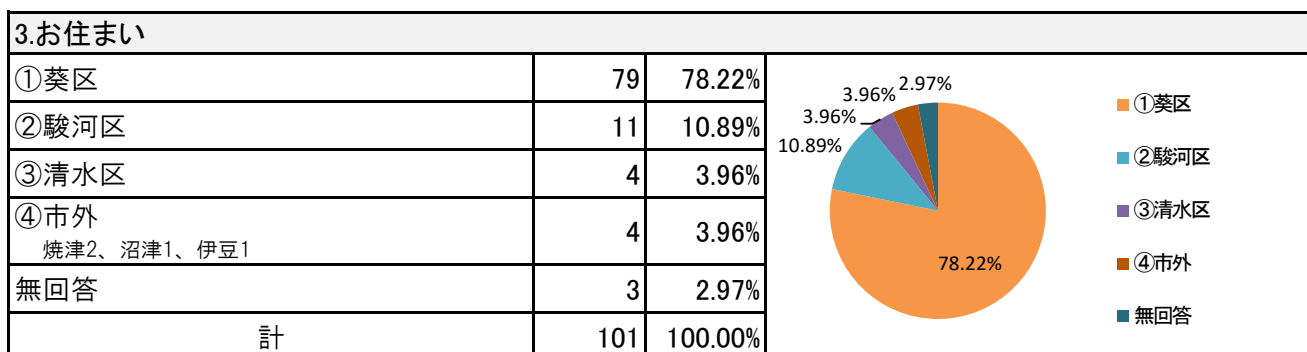 3.お住まい
①葵区 79 78.22%
②駿河区 11 10.89%
③清水区 4 3.96%
④市外 4 3.96%
焼津2、沼津1、伊豆1
無回答 3 2.97%
計 101 100.00%
3.96% 2.97%
3.96%
10.89%
78.22%
①葵区
②駿河区
③清水区
④市外
無回答